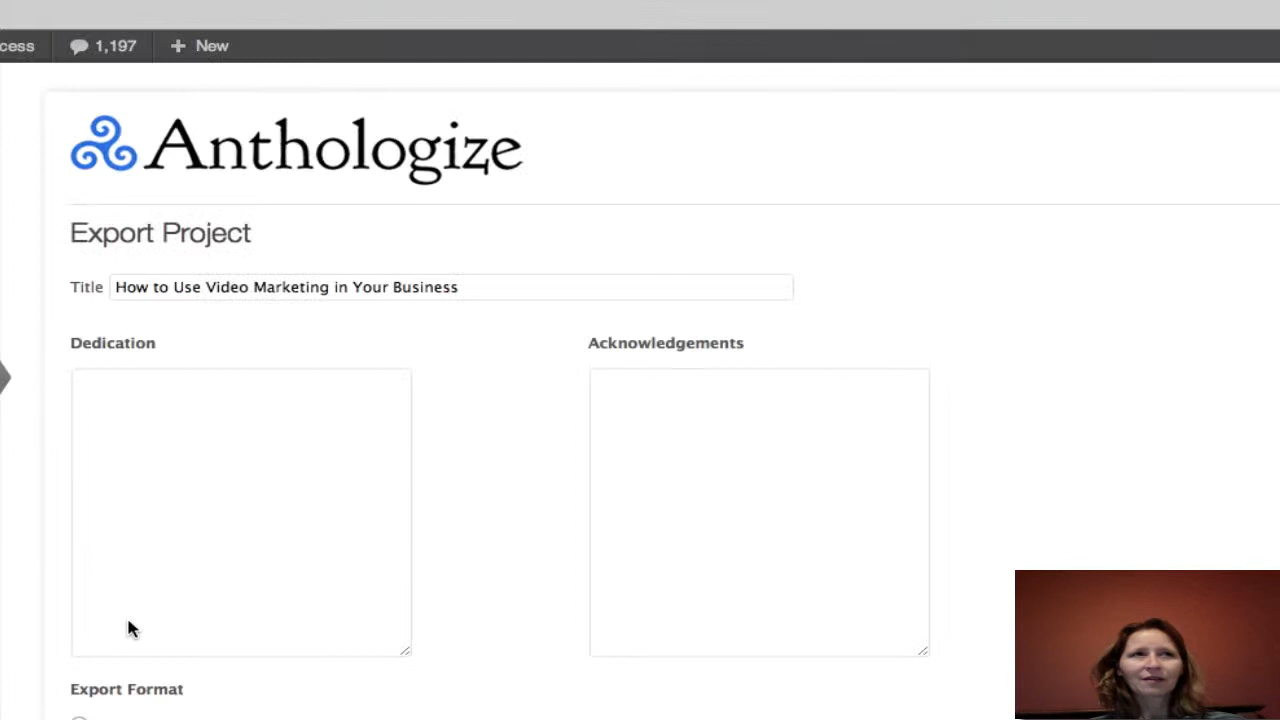 cess 1,197 + New
Anthologize
Export Project
Title How to Use Video Marketing in Your Business
Dedication Acknowledgements
Export Format